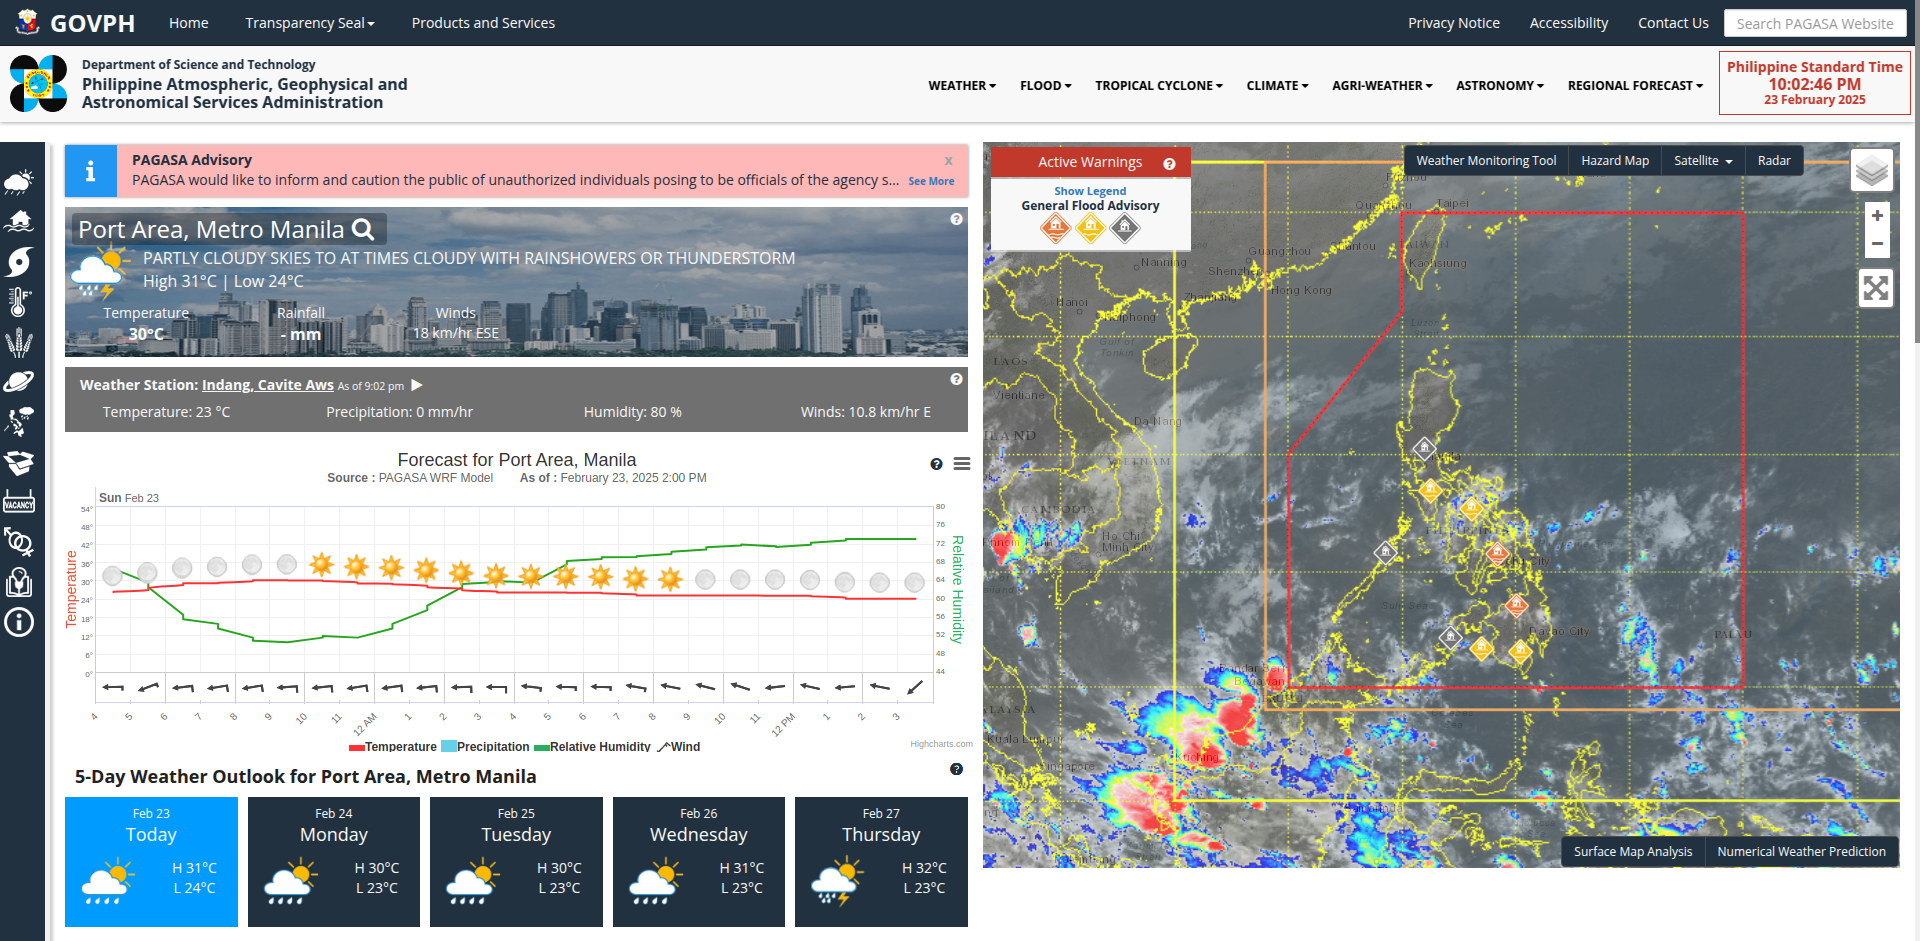 GOVPH
Home
Transparency Seal
Products and Services
Privacy Notice
Accessibility
Contact Us
Search PAGASA Website
Department of Science and Technology
Philippine Atmospheric, Geophysical and
Astronomical Services Administration
WEATHER
FLOOD
TROPICAL CYCLONE
CLIMATE
AGRI-WEATHER
ASTRONOMY
REGIONAL FORECAST
Philippine Standard Time
10:02:46 PM
23 February 2025
VACANCY
PAGASA Advisory
x
PAGASA would like to inform and caution the public of unauthorized individuals posing to be officials of the agency s... See More
Port Area, Metro Manila
PARTLY CLOUDY SKIES TO AT TIMES CLOUDY WITH RAINSHOWERS OR THUNDERSTORM
High 31°C | Low 24°C
Temperature Rainfall Winds
30°C - mm 18 km/hr ESE
Weather Station: Indang, Cavite Aws As of 9:02 pm
Temperature: 23 °C Precipitation: 0 mm/hr Humidity: 80 % Winds: 10.8 km/hr E
Forecast for Port Area, Manila
Source : PAGASA WRF Model As of : February 23, 2025 2:00 PM
Sun Feb 23
Temperature
54°
48°
42°
36°
30°
24°
18°
12°
6°
0°
80
76
72
68
64
60
56
52
48
44
Relative Humidity
4 5 6 7 8 9 10 11 12 AM 1 2 3 4 5 6 7 8 9 10 11 12 PM 1 2 3
Temperature Precipitation Relative Humidity Wind
Highcharts.com
5-Day Weather Outlook for Port Area, Metro Manila
Feb 23
Today
H 31°C
L 24°C
Feb 24
Monday
H 30°C
L 23°C
Feb 25
Tuesday
H 30°C
L 23°C
Feb 26
Wednesday
H 31°C
L 23°C
Feb 27
Thursday
H 32°C
L 23°C
Active Warnings
Show Legend
General Flood Advisory
Weather Monitoring Tool
Hazard Map
Satellite
Radar
+
−
Taipei
Guangzhou
Shantou
TAIWAN
Kaohsiung
Nanning
Shenzhen
Hong Kong
Zhanjiang
Hanoi
Haiphong
Gulf of
Tonkin
LAOS
Vientiane
Da Nang
VIETNAM
CAMBODIA
Ho Chi
Minh City
Sulu Sea
Davao City
PALAU
Bandar Seri
Begawan
Kuala Lumpur
Singapore
Kuching
Surface Map Analysis
Numerical Weather Prediction